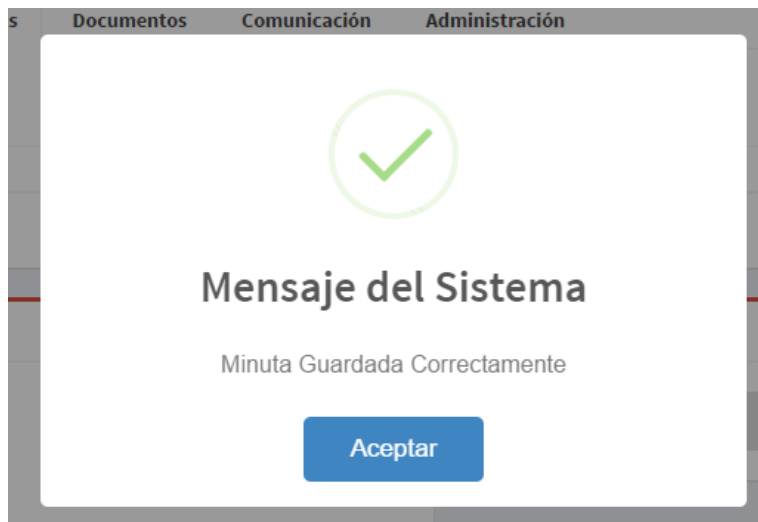 s Documentos Comunicación Administración
Mensaje del Sistema
Minuta Guardada Correctamente
Aceptar